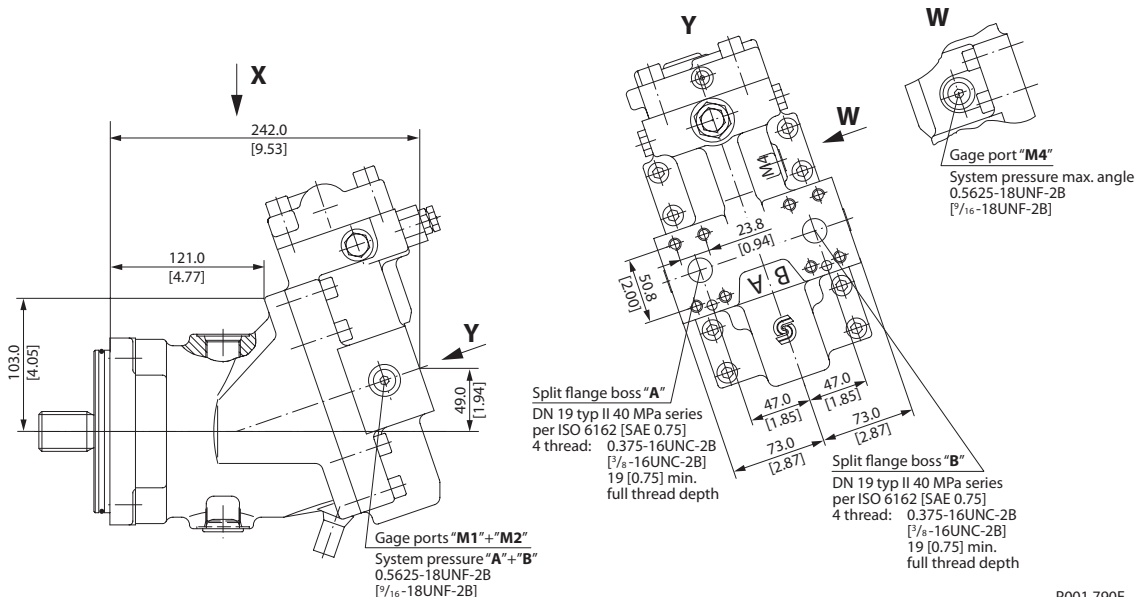 X
242.0
[9.53]
121.0
[4.77]
103.0
[4.05]
Y
49.0
[1.94]
Gage ports "M1"+"M2"
System pressure "A"+"B"
0.5625-18UNF-2B
[9/16-18UNF-2B]
Y
W
M4
23.8
[0.94]
50.8
[2.00]
B A
47.0
[1.85]
47.0
[1.85]
73.0
[2.87]
73.0
[2.87]
Split flange boss "A"
DN 19 typ II 40 MPa series
per ISO 6162 [SAE 0.75]
4 thread: 0.375-16UNC-2B
[3/8-16UNC-2B]
19 [0.75] min.
full thread depth
Split flange boss "B"
DN 19 typ II 40 MPa series
per ISO 6162 [SAE 0.75]
4 thread: 0.375-16UNC-2B
[3/8-16UNC-2B]
19 [0.75] min.
full thread depth
W
Gage port "M4"
System pressure max. angle
0.5625-18UNF-2B
[9/16-18UNF-2B]